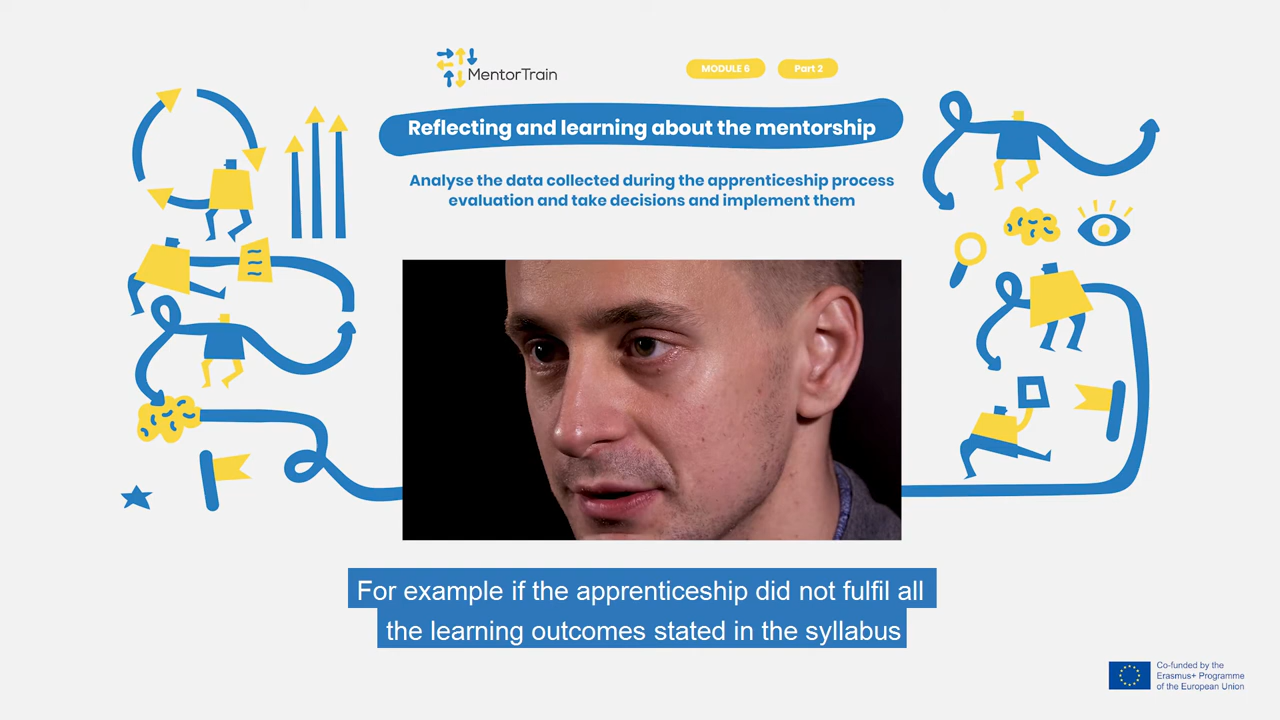 MentorTrain
MODULE 6
Part 2
Reflecting and learning about the mentorship
Analyse the data collected during the apprenticeship process
evaluation and take decisions and implement them
For example if the apprenticeship did not fulfil all
the learning outcomes stated in the syllabus
Co-funded by the
Erasmus+ Programme
of the European Union